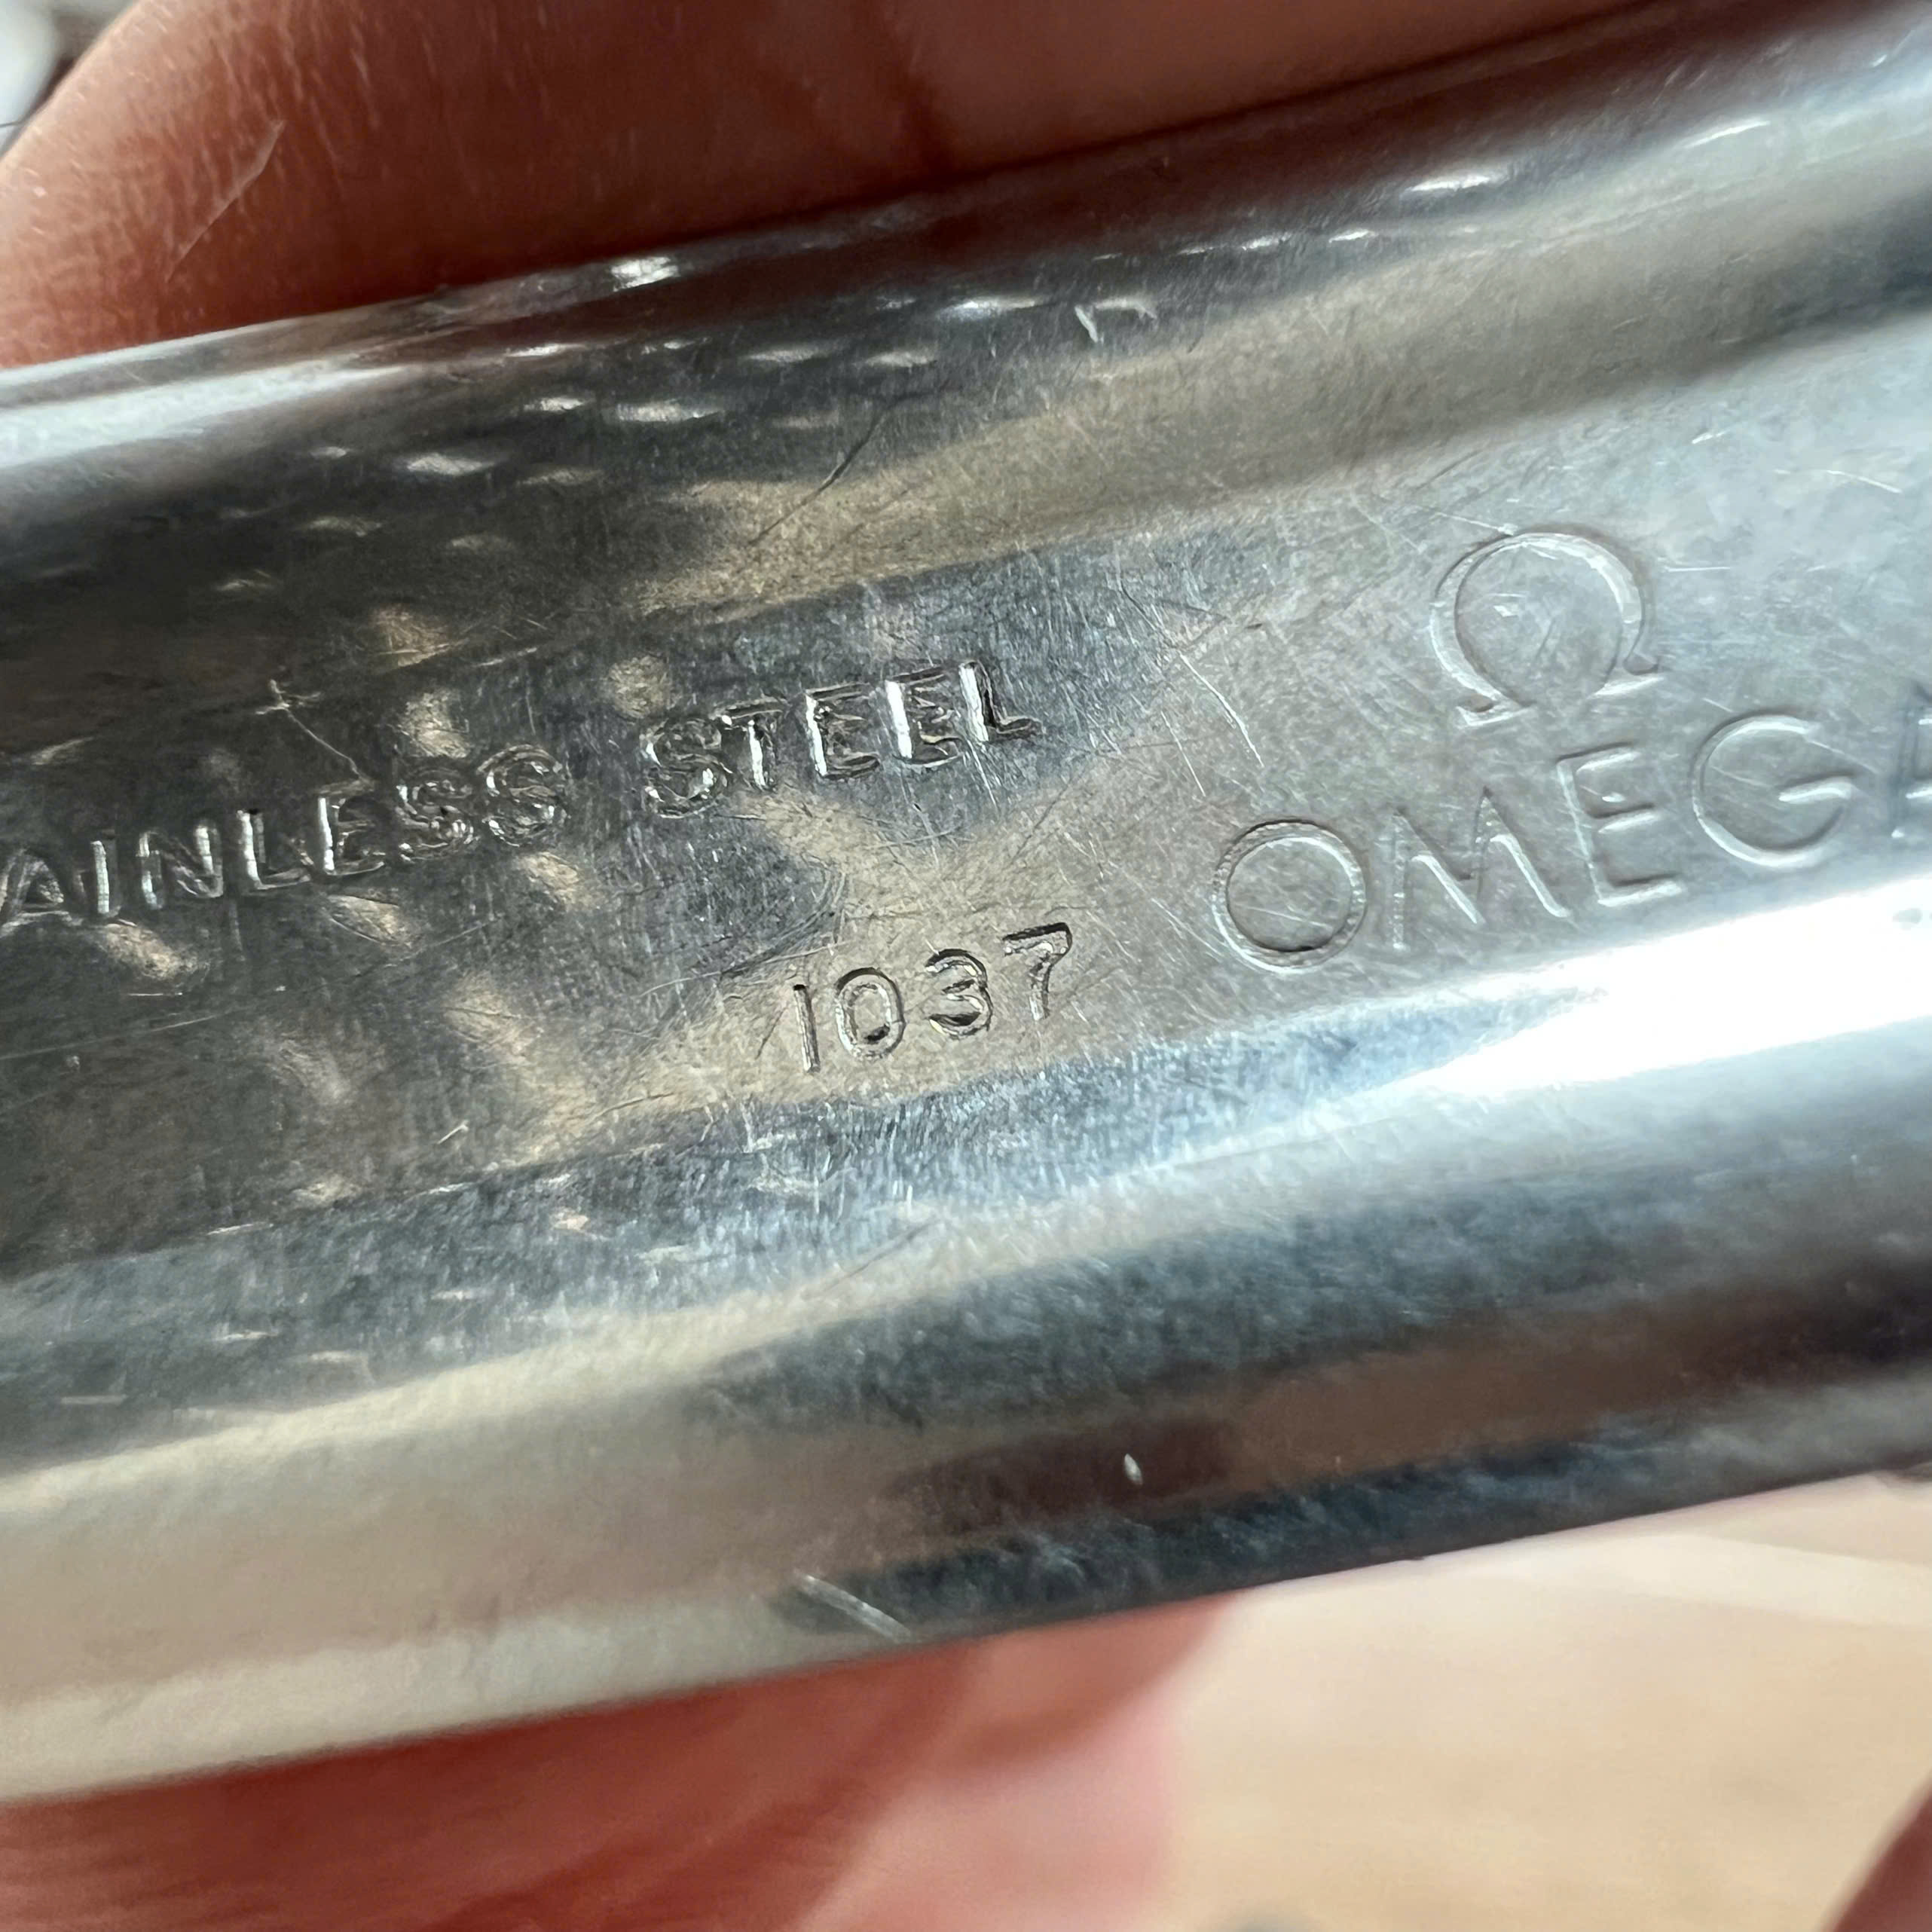 AINLESS STEEL
Ω
OMEGA
1037